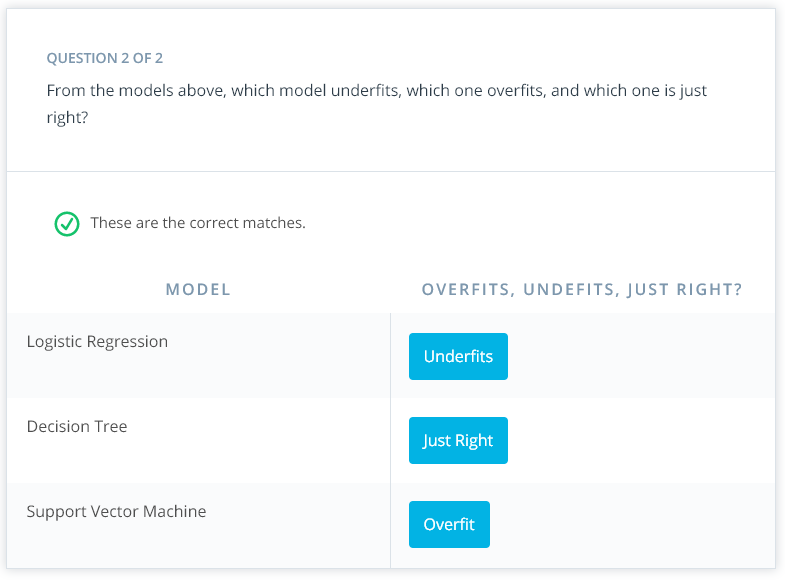 QUESTION 2 OF 2
From the models above, which model underfits, which one overfits, and which one is just
right?
These are the correct matches.
MODEL
OVERFITS, UNDEFITS, JUST RIGHT?
Logistic Regression
Underfits
Decision Tree
Just Right
Support Vector Machine
Overfit